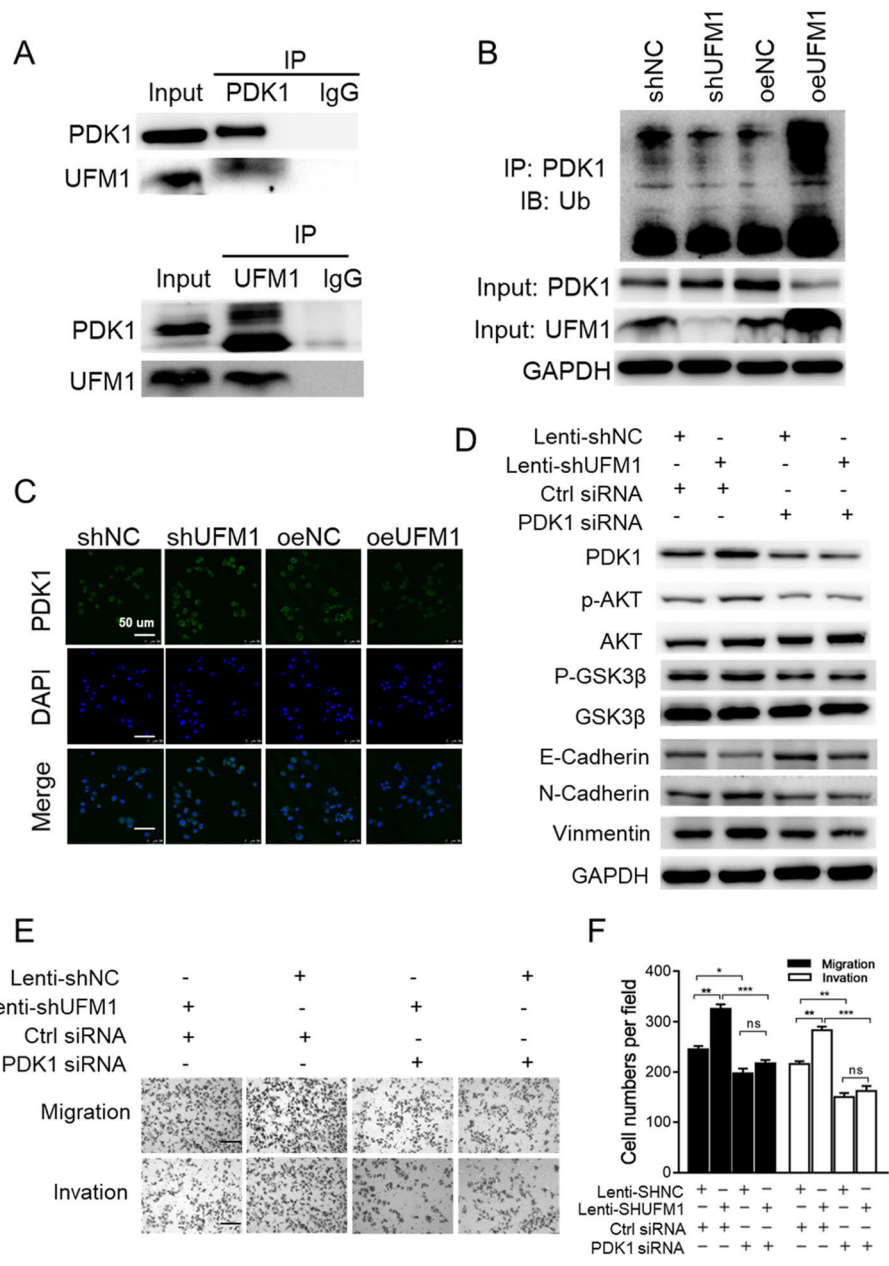 A
IP
Input PDK1 IgG
PDK1
UFM1
IP
Input UFM1 IgG
PDK1
UFM1
B
shNC shUFM1 oeNC oeUFM1
IP: PDK1
IB: Ub
Input: PDK1
Input: UFM1
GAPDH
C
shNC shUFM1 oeNC oeUFM1
PDK1
50 um
DAPI
Merge
D
Lenti-shNC + - + -
Lenti-shUFM1 - + - +
Ctrl siRNA + + - -
PDK1 siRNA - - + +
PDK1
p-AKT
AKT
P-GSK3β
GSK3β
E-Cadherin
N-Cadherin
Vinmentin
GAPDH
E
Lenti-shNC - + - +
enti-shUFM1 + - + -
Ctrl siRNA + + - -
PDK1 siRNA - - + +
Migration
Invation
F
Migration
Invation
Cell numbers per field
400
300
200
100
0
* ** *** ns
** ** *** ns
Lenti-SHNC + - + - + - + -
Lenti-SHUFM1 - + - + - + - +
Ctrl siRNA + + - - + + - -
PDK1 siRNA - - + + - - + +